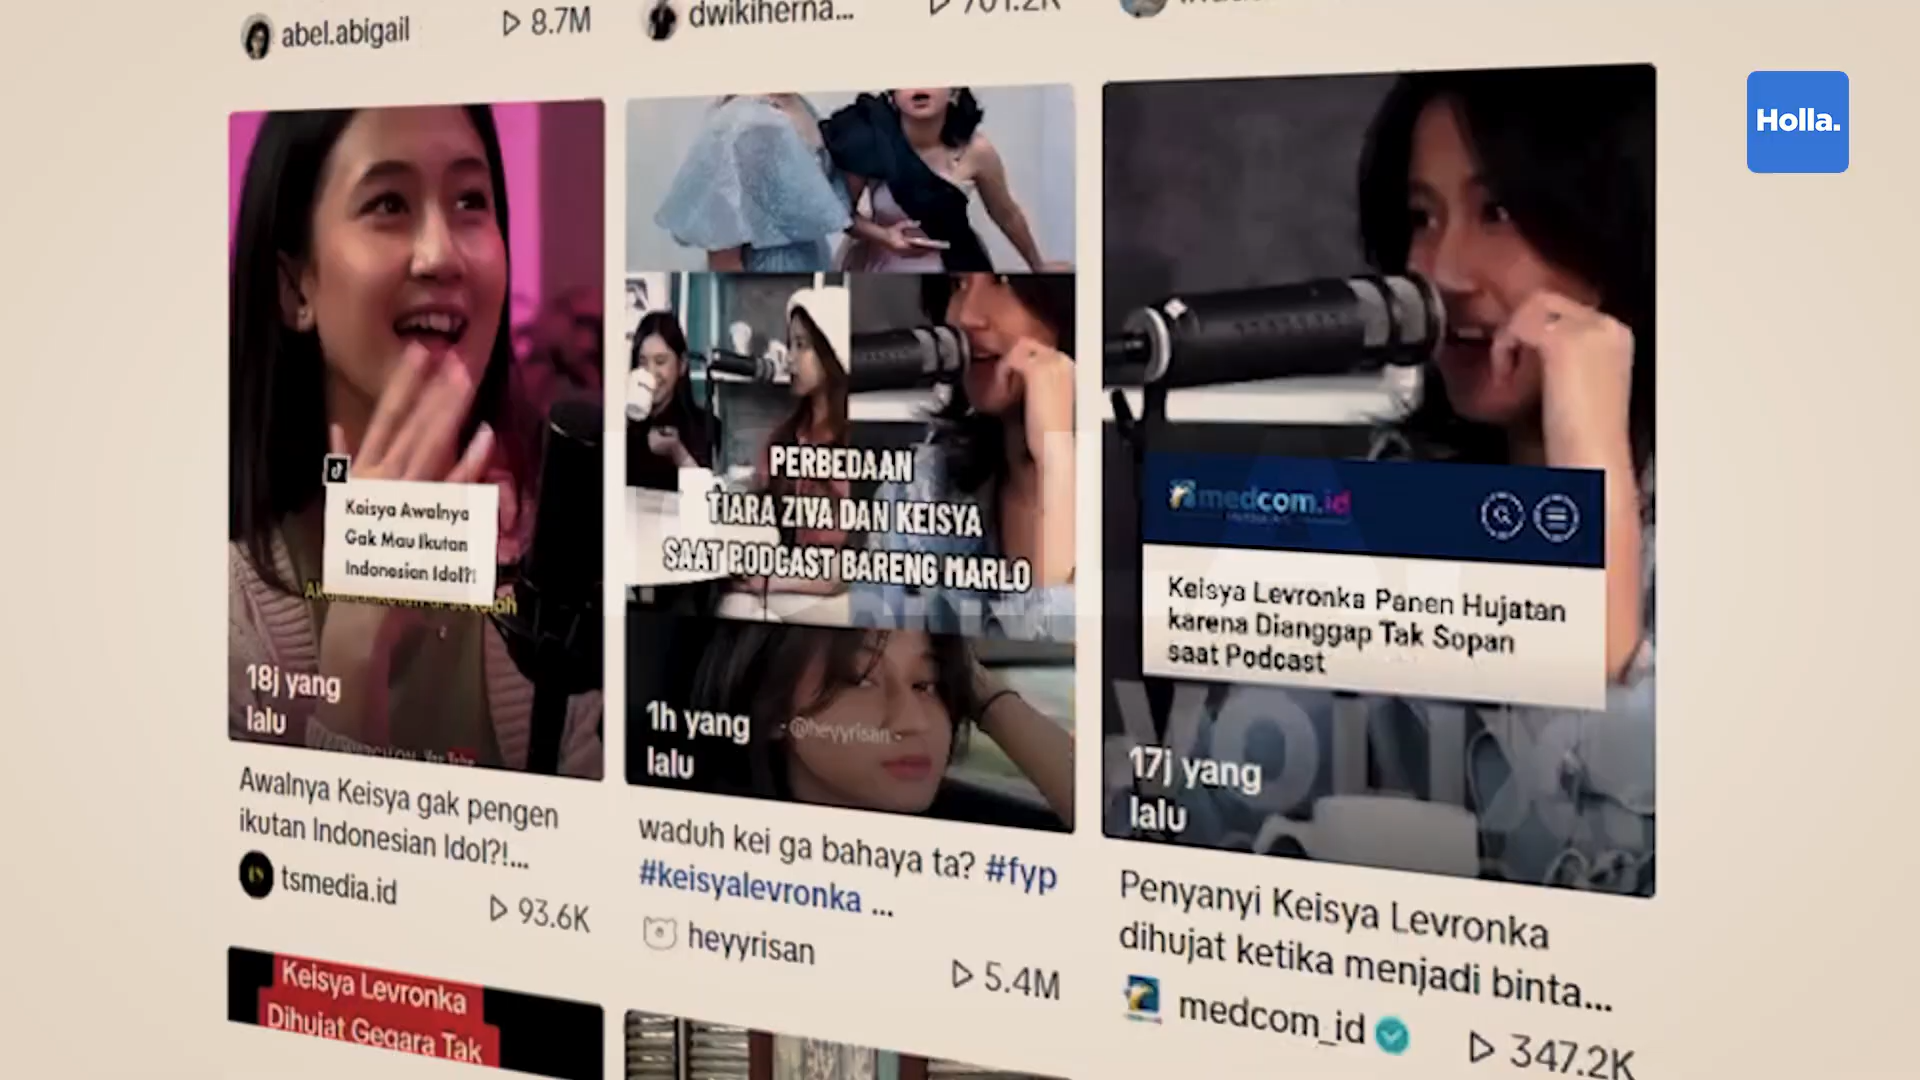 abel.abigail
8.7M
dwikiherna...
701.2K
Holla.
Keisya Awalnya
Gak Mau Ikutan
Indonesian Idol?!
18j yang
lalu
Awalnya Keisya gak pengen
ikutan Indonesian Idol?!...
tsmedia.id
93.6K
PERBEDAAN
TIARA ZIVA DAN KEISYA
SAAT PODCAST BARENG MARLO
- @heyyrisan -
1h yang
lalu
waduh kei ga bahaya ta? #fyp
#keisyalevronka ...
heyyrisan
5.4M
medcom.id
Keisya Levronka Panen Hujatan
karena Dianggap Tak Sopan
saat Podcast
17j yang
lalu
Penyanyi Keisya Levronka
dihujat ketika menjadi binta...
medcom_id
347.2K
Keisya Levronka
Dihujat Gegara Tak